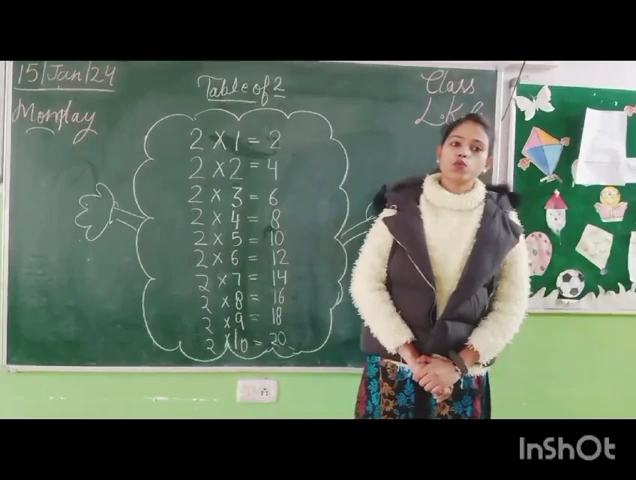 15/Jan/24
Monday
Table of 2
Class
L.K.G
2 × 1 = 2
2 × 2 = 4
2 × 3 = 6
2 × 4 = 8
2 × 5 = 10
2 × 6 = 12
2 × 7 = 14
2 × 8 = 16
2 × 9 = 18
2 × 10 = 20
InShOt